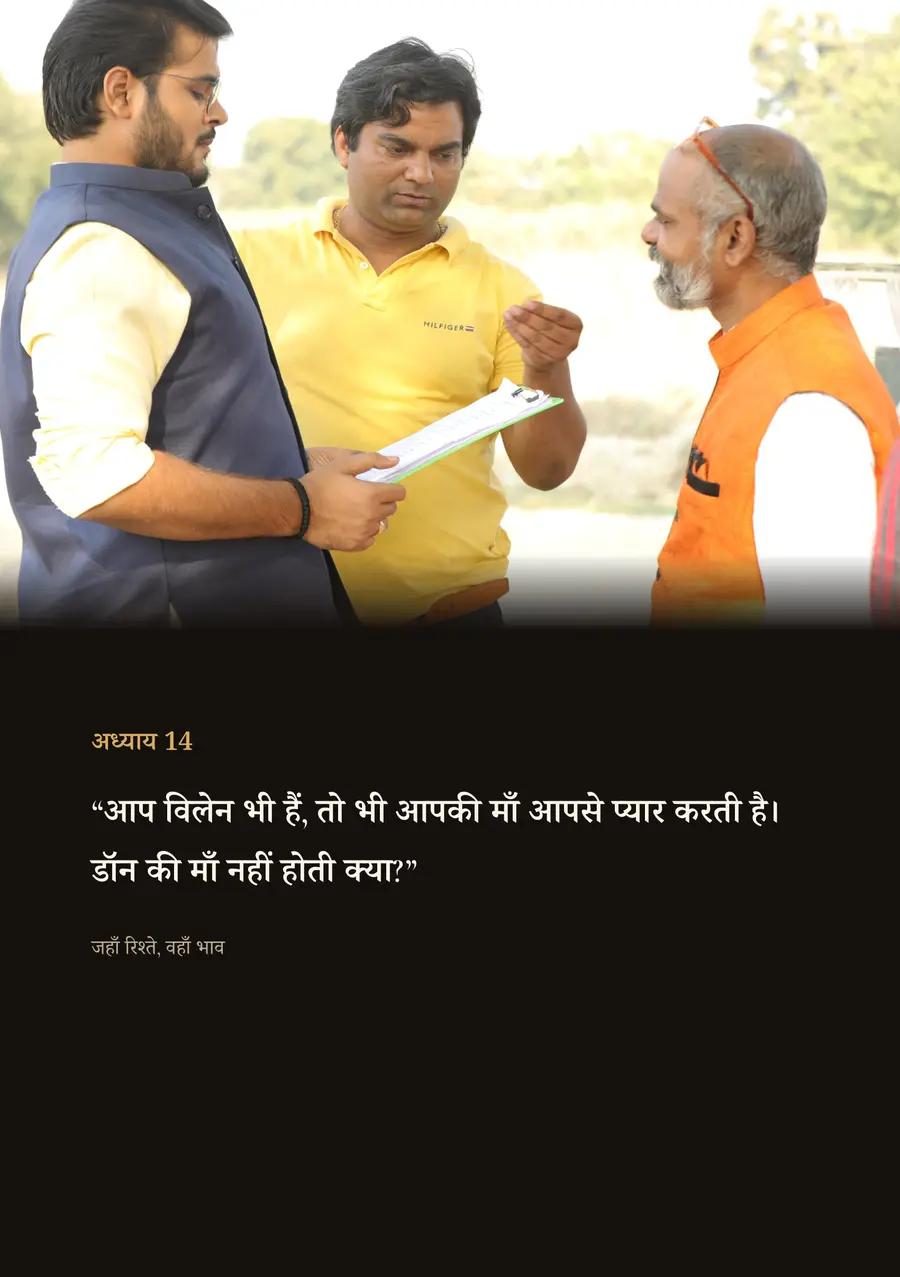 HILFIGER
अध्याय 14
“आप विलेन भी हैं, तो भी आपकी माँ आपसे प्यार करती है।
डॉन की माँ नहीं होती क्या?”
जहाँ रिश्ते, वहाँ भाव